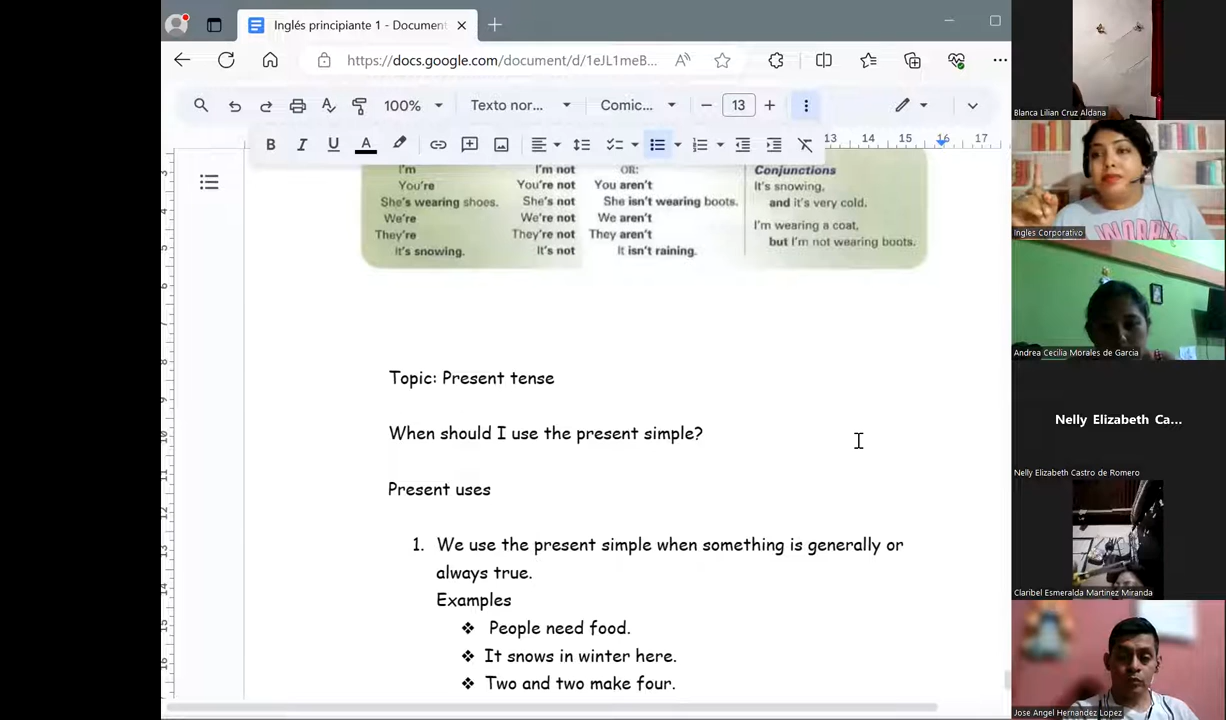 Inglés principiante 1 - Document
https://docs.google.com/document/d/1eJL1meB...
100%
Texto nor...
Comic...
13
13 14 15 16 17
I'm I'm not OR: Conjunctions
You're You're not You aren't It's snowing,
She's wearing shoes. She's not She isn't wearing boots. and it's very cold.
We're We're not We aren't I'm wearing a coat,
They're They're not They aren't but I'm not wearing boots.
It's snowing. It's not It isn't raining.
Topic: Present tense
When should I use the present simple?
Present uses
1. We use the present simple when something is generally or
always true.
Examples
❖ People need food.
❖ It snows in winter here.
❖ Two and two make four.
Blanca Lilian Cruz Aldana
Ingles Corporativo
Andrea Cecilia Morales de Garcia
Nelly Elizabeth Ca...
Nelly Elizabeth Castro de Romero
Claribel Esmeralda Martinez Miranda
Jose Angel Hernandez Lopez